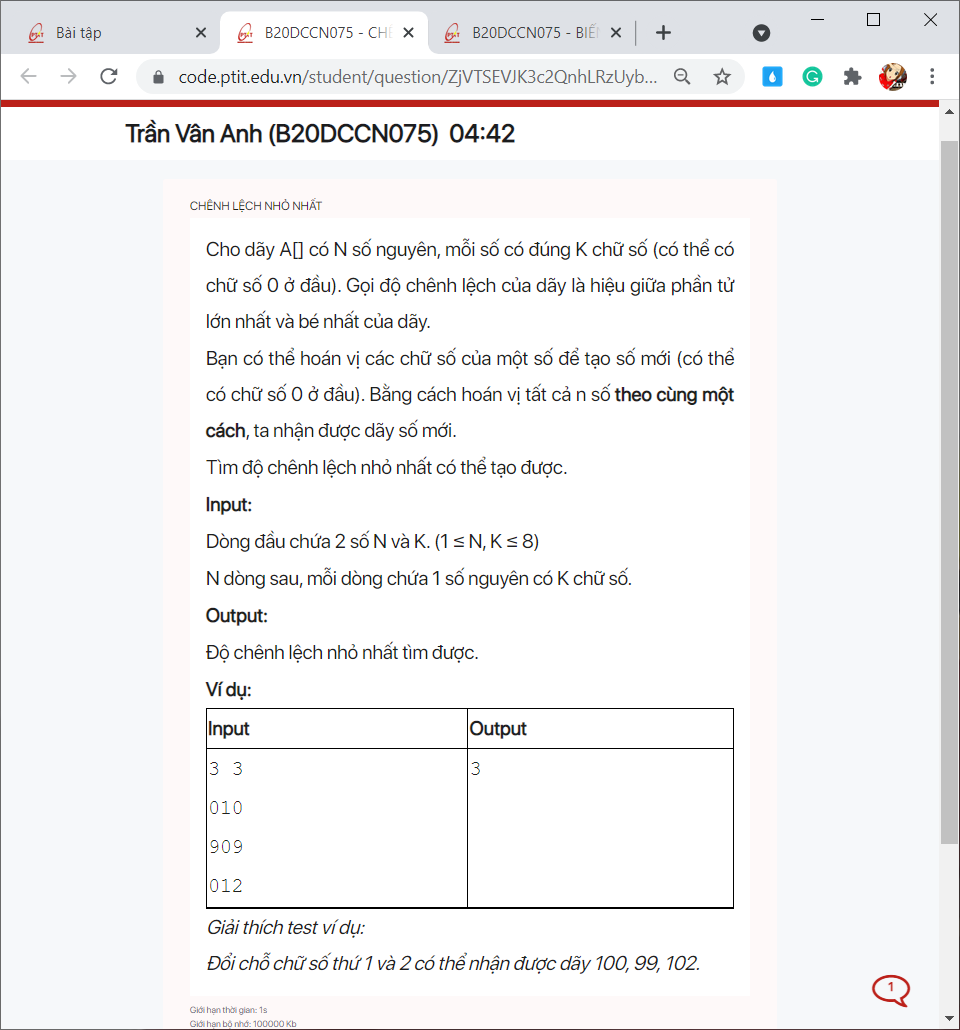 Bài tập
B20DCCN075 - CHÊ
B20DCCN075 - BIẾN
code.ptit.edu.vn/student/question/ZjVTSEVJK3c2QnhLRzUyb...
Trần Vân Anh (B20DCCN075) 04:42
CHÊNH LỆCH NHỎ NHẤT
Cho dãy A[] có N số nguyên, mỗi số có đúng K chữ số (có thể có
chữ số 0 ở đầu). Gọi độ chênh lệch của dãy là hiệu giữa phần tử
lớn nhất và bé nhất của dãy.
Bạn có thể hoán vị các chữ số của một số để tạo số mới (có thể
có chữ số 0 ở đầu). Bằng cách hoán vị tất cả n số theo cùng một
cách, ta nhận được dãy số mới.
Tìm độ chênh lệch nhỏ nhất có thể tạo được.
Input:
Dòng đầu chứa 2 số N và K. (1 ≤ N, K ≤ 8)
N dòng sau, mỗi dòng chứa 1 số nguyên có K chữ số.
Output:
Độ chênh lệch nhỏ nhất tìm được.
Ví dụ:
Input Output
3 3 3
010
909
012
Giải thích test ví dụ:
Đổi chỗ chữ số thứ 1 và 2 có thể nhận được dãy 100, 99, 102.
1
Giới hạn thời gian: 1s
Giới hạn bộ nhớ: 100000 Kb